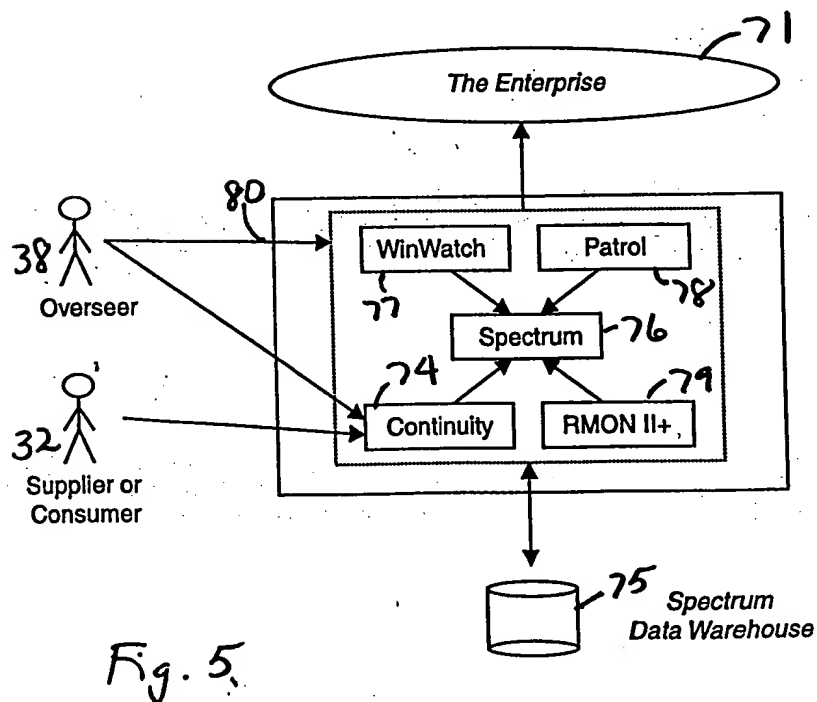 71
The Enterprise
80
38
Overseer
WinWatch
Patrol
77
78
Spectrum
76
74
79
Continuity
RMON II+
32
Supplier or
Consumer
75
Spectrum
Data Warehouse
Fig. 5.